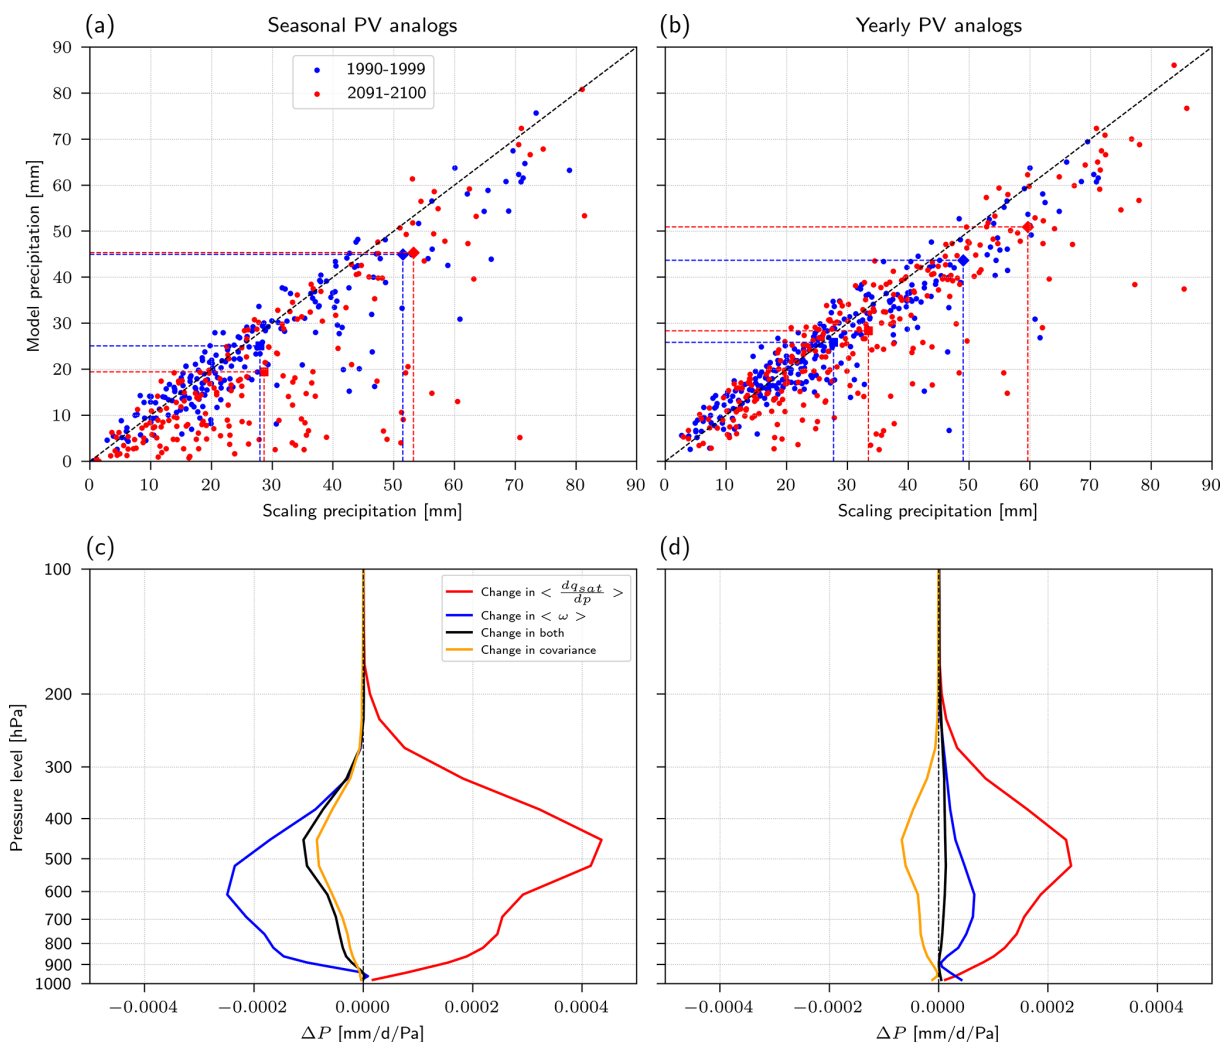 (a) Seasonal PV analogs
(b) Yearly PV analogs
90
80
70
60
50
40
30
20
10
0
Model precipitation [mm]
1990-1999
2091-2100
0 10 20 30 40 50 60 70 80 90
Scaling precipitation [mm]
0 10 20 30 40 50 60 70 80 90
Scaling precipitation [mm]
(c)
(d)
100
200
300
400
500
600
700
800
900
1000
Pressure level [hPa]
Change in < dq_sat/dp >
Change in < ω >
Change in both
Change in covariance
−0.0004 −0.0002 0.0000 0.0002 0.0004
ΔP [mm/d/Pa]
−0.0004 −0.0002 0.0000 0.0002 0.0004
ΔP [mm/d/Pa]